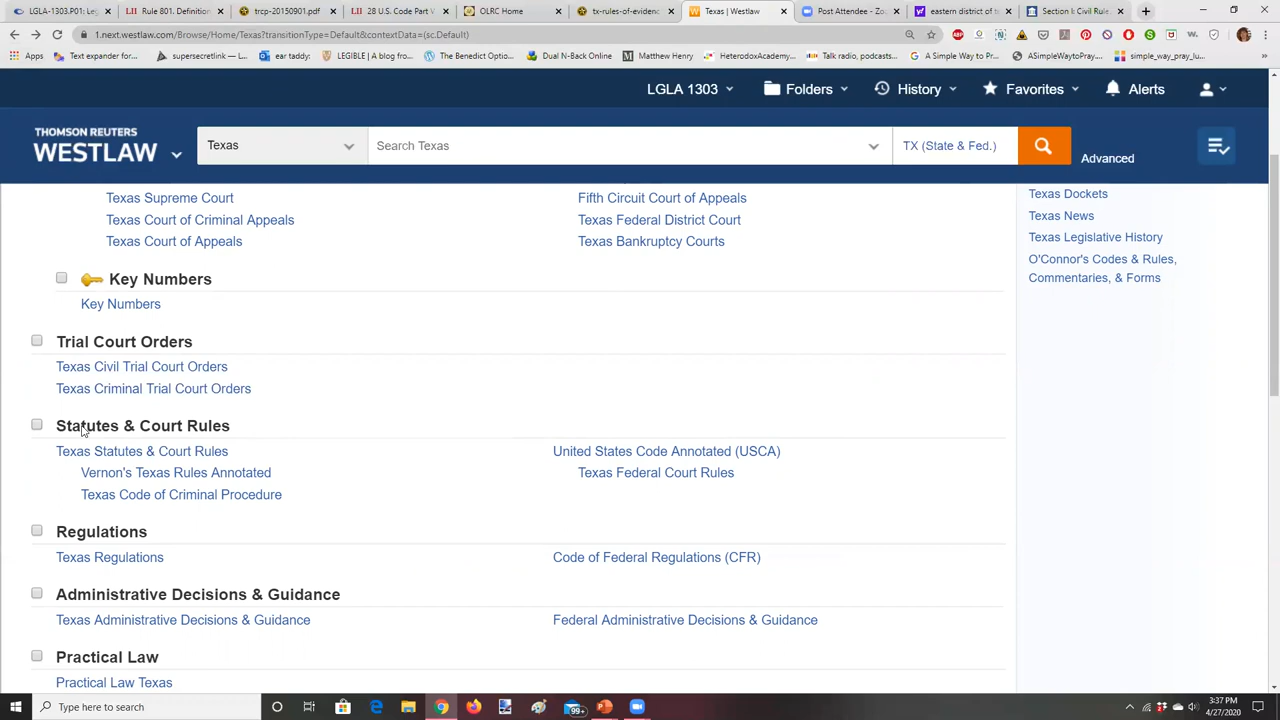 LGLA-1303.P01: Leg
Rule 801. Definition
trcp-20150901.pdf
28 U.S. Code Part V
OLRC Home
tx-rules-of-evidenc
Texas | Westlaw
Post Attendee - Zoo
eastern district of t
Section I: Civil Rule
1.next.westlaw.com/Browse/Home/Texas?transitionType=Default&contextData=(sc.Default)
Apps
Text expander for...
supersecretlink —...
ear taddy:
LEGIBLE | A blog fro...
The Benedict Optio...
Dual N-Back Online
Matthew Henry
HeterodoxAcademy...
Talk radio, podcasts...
A Simple Way to Pr...
ASimpleWaytoPray...
simple_way_pray_lu...
LGLA 1303
Folders
History
Favorites
Alerts
THOMSON REUTERS
WESTLAW
Texas
Search Texas
TX (State & Fed.)
Advanced
Texas Supreme Court
Fifth Circuit Court of Appeals
Texas Court of Criminal Appeals
Texas Federal District Court
Texas Court of Appeals
Texas Bankruptcy Courts
Texas Dockets
Texas News
Texas Legislative History
O'Connor's Codes & Rules,
Commentaries, & Forms
Key Numbers
Key Numbers
Trial Court Orders
Texas Civil Trial Court Orders
Texas Criminal Trial Court Orders
Statutes & Court Rules
Texas Statutes & Court Rules
United States Code Annotated (USCA)
Vernon's Texas Rules Annotated
Texas Federal Court Rules
Texas Code of Criminal Procedure
Regulations
Texas Regulations
Code of Federal Regulations (CFR)
Administrative Decisions & Guidance
Texas Administrative Decisions & Guidance
Federal Administrative Decisions & Guidance
Practical Law
Practical Law Texas
Type here to search
99+
3:37 PM
4/27/2020